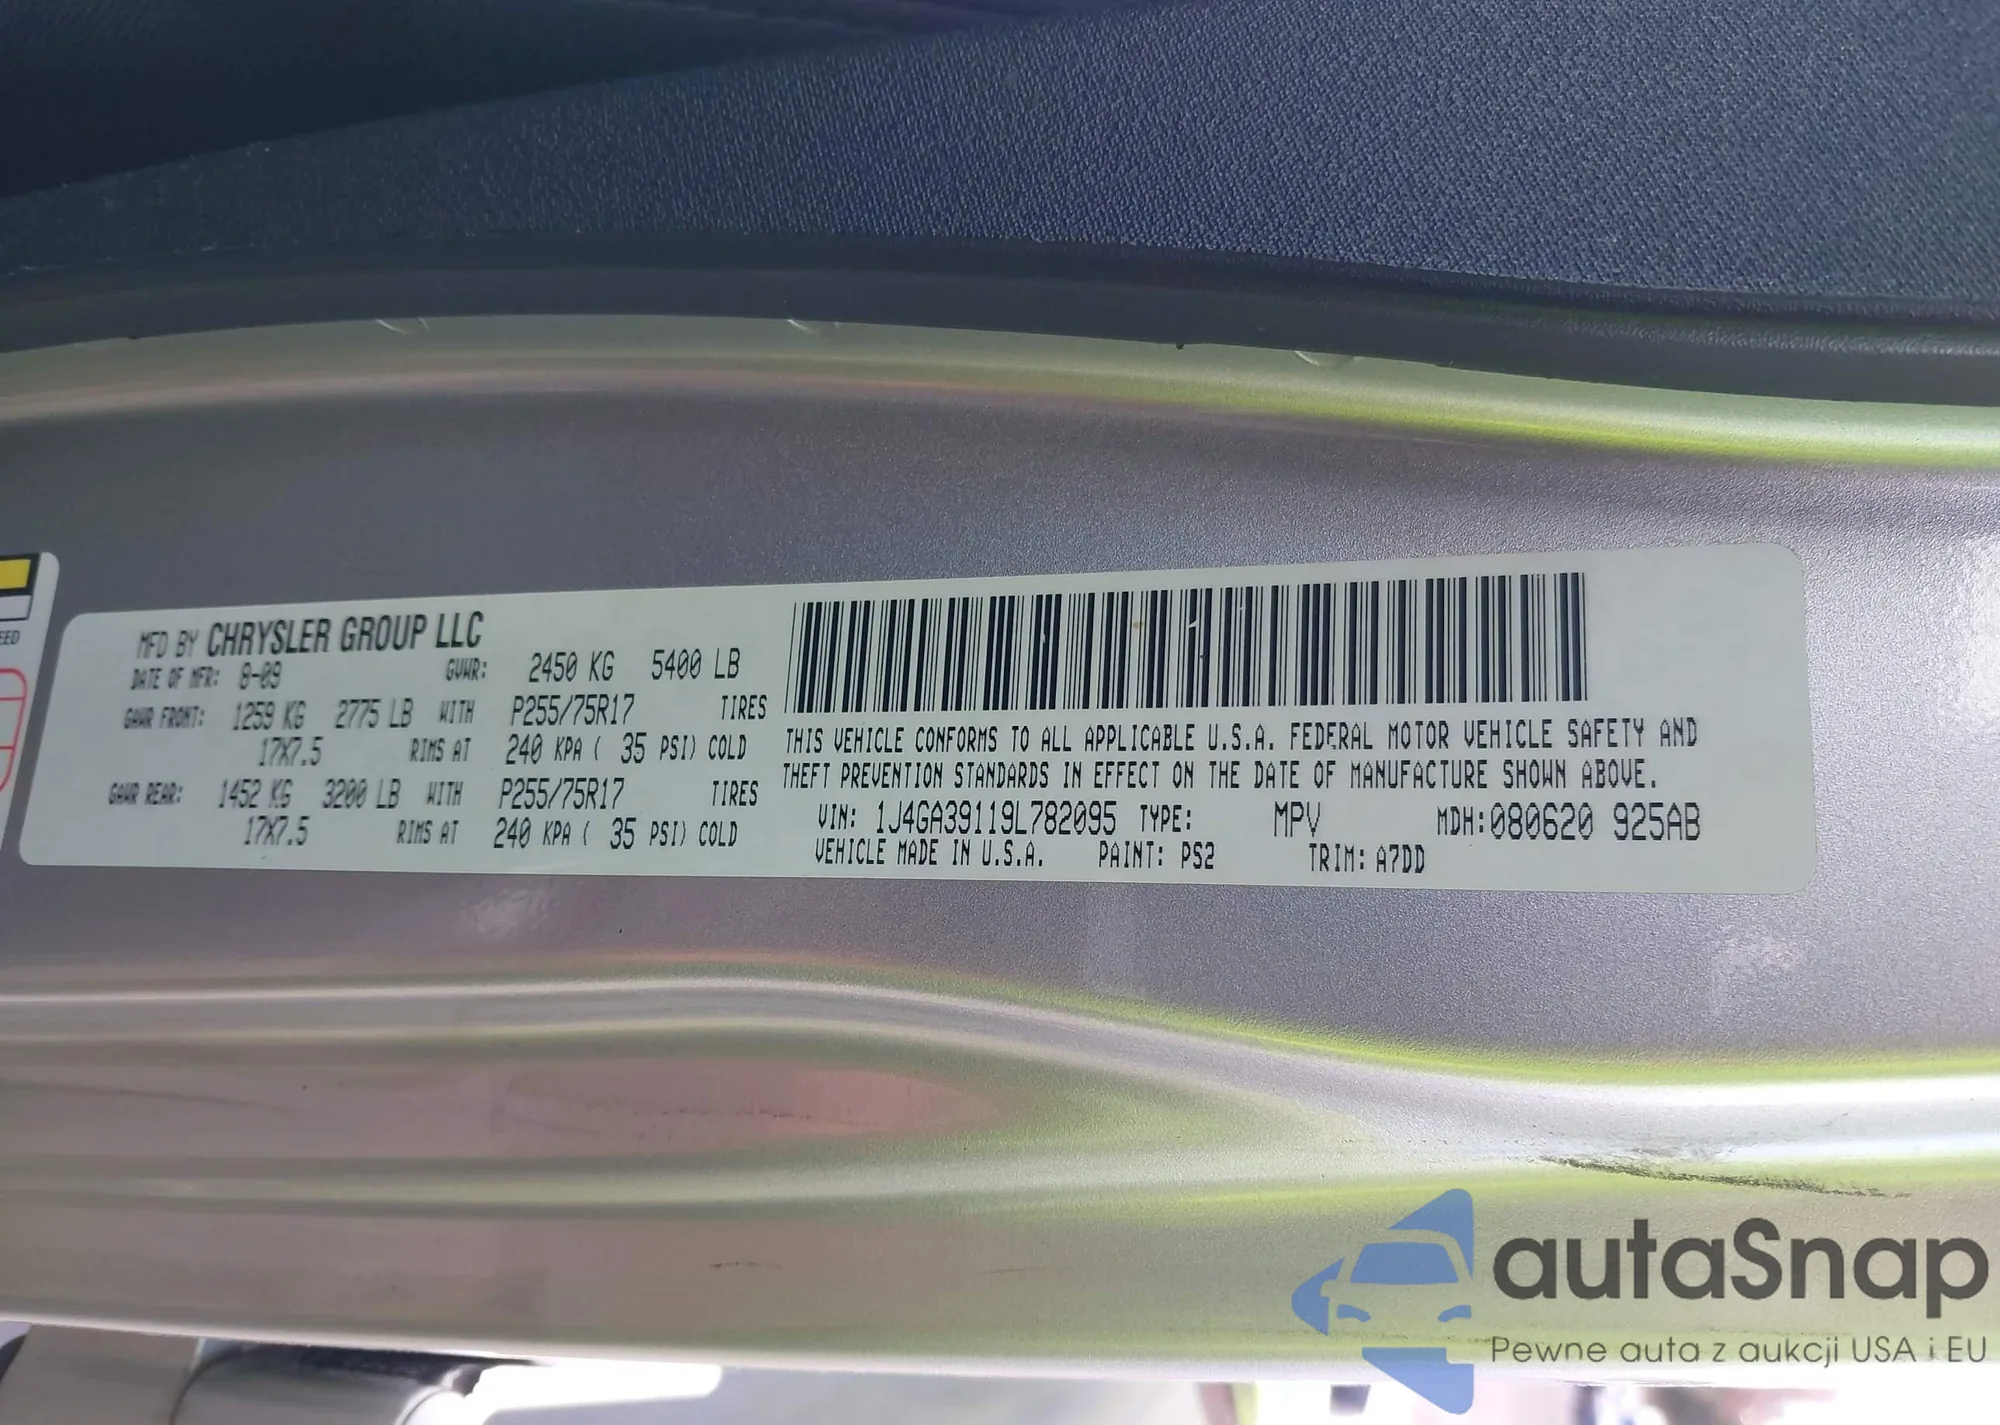 EED
MFD BY CHRYSLER GROUP LLC
DATE OF MFR: 8-09 GVWR: 2450 KG 5400 LB
GAWR FRONT: 1259 KG 2775 LB WITH P255/75R17 TIRES
17X7.5 RIMS AT 240 KPA ( 35 PSI) COLD
GAWR REAR: 1452 KG 3200 LB WITH P255/75R17 TIRES
17X7.5 RIMS AT 240 KPA ( 35 PSI) COLD
THIS VEHICLE CONFORMS TO ALL APPLICABLE U.S.A. FEDERAL MOTOR VEHICLE SAFETY AND
THEFT PREVENTION STANDARDS IN EFFECT ON THE DATE OF MANUFACTURE SHOWN ABOVE.
VIN: 1J4GA39119L782095 TYPE: MPV MDH:080620 925AB
VEHICLE MADE IN U.S.A. PAINT: PS2 TRIM: A7DD
autaSnap
Pewne auta z aukcji USA i EU